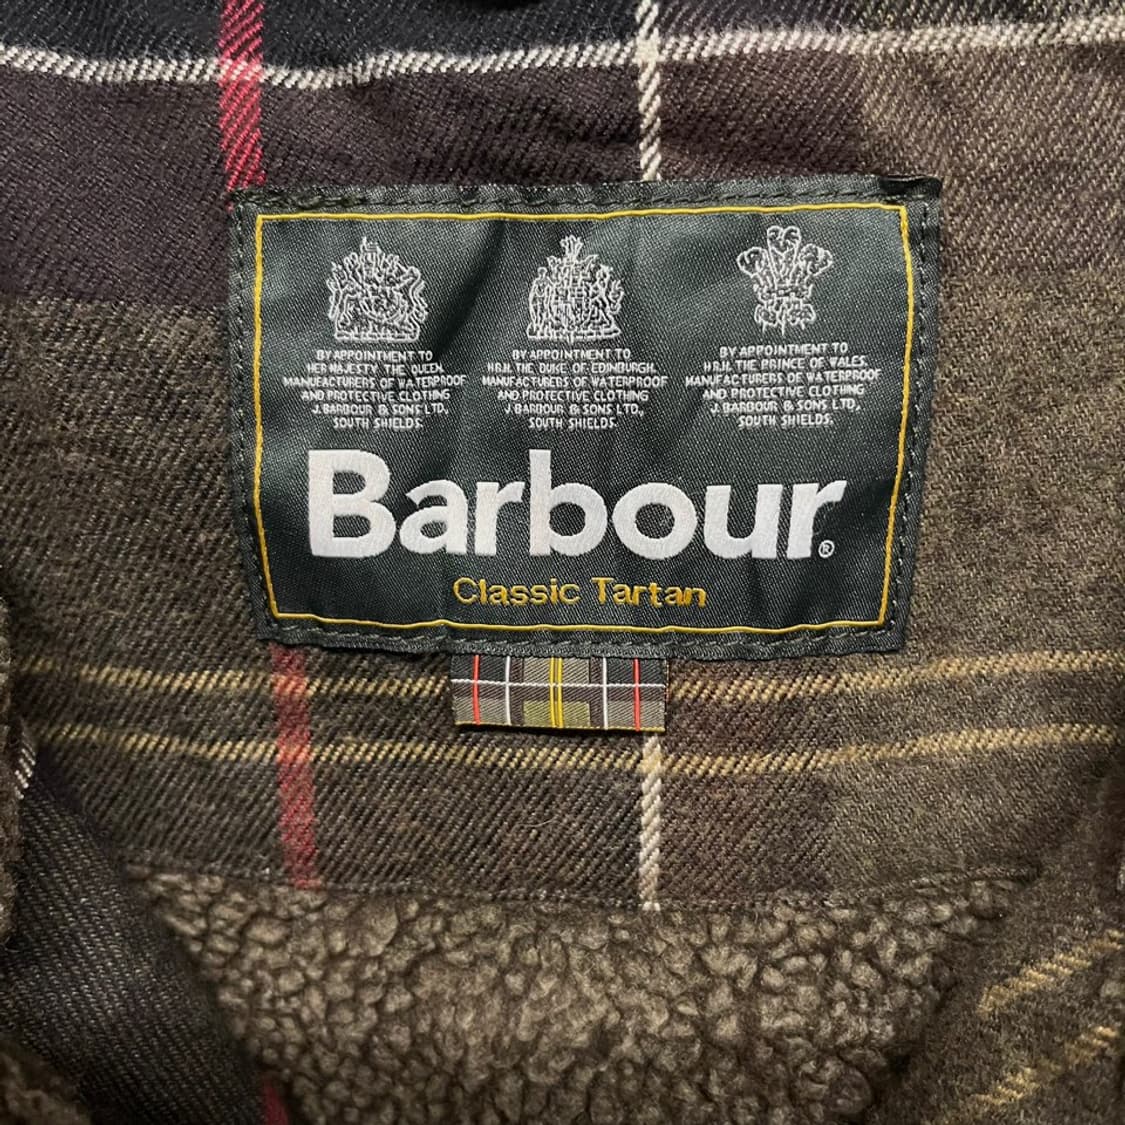 BY APPOINTMENT TO
HER MAJESTY THE QUEEN
MANUFACTURERS OF WATERPROOF
AND PROTECTIVE CLOTHING
J. BARBOUR & SONS LTD,
SOUTH SHIELDS.
BY APPOINTMENT TO
H.R.H. THE DUKE OF EDINBURGH.
MANUFACTURERS OF WATERPROOF
AND PROTECTIVE CLOTHING
J. BARBOUR & SONS LTD,
SOUTH SHIELDS.
BY APPOINTMENT TO
H.R.H. THE PRINCE OF WALES.
MANUFACTURERS OF WATERPROOF
AND PROTECTIVE CLOTHING
J. BARBOUR & SONS LTD,
SOUTH SHIELDS.
Barbour®
Classic Tartan